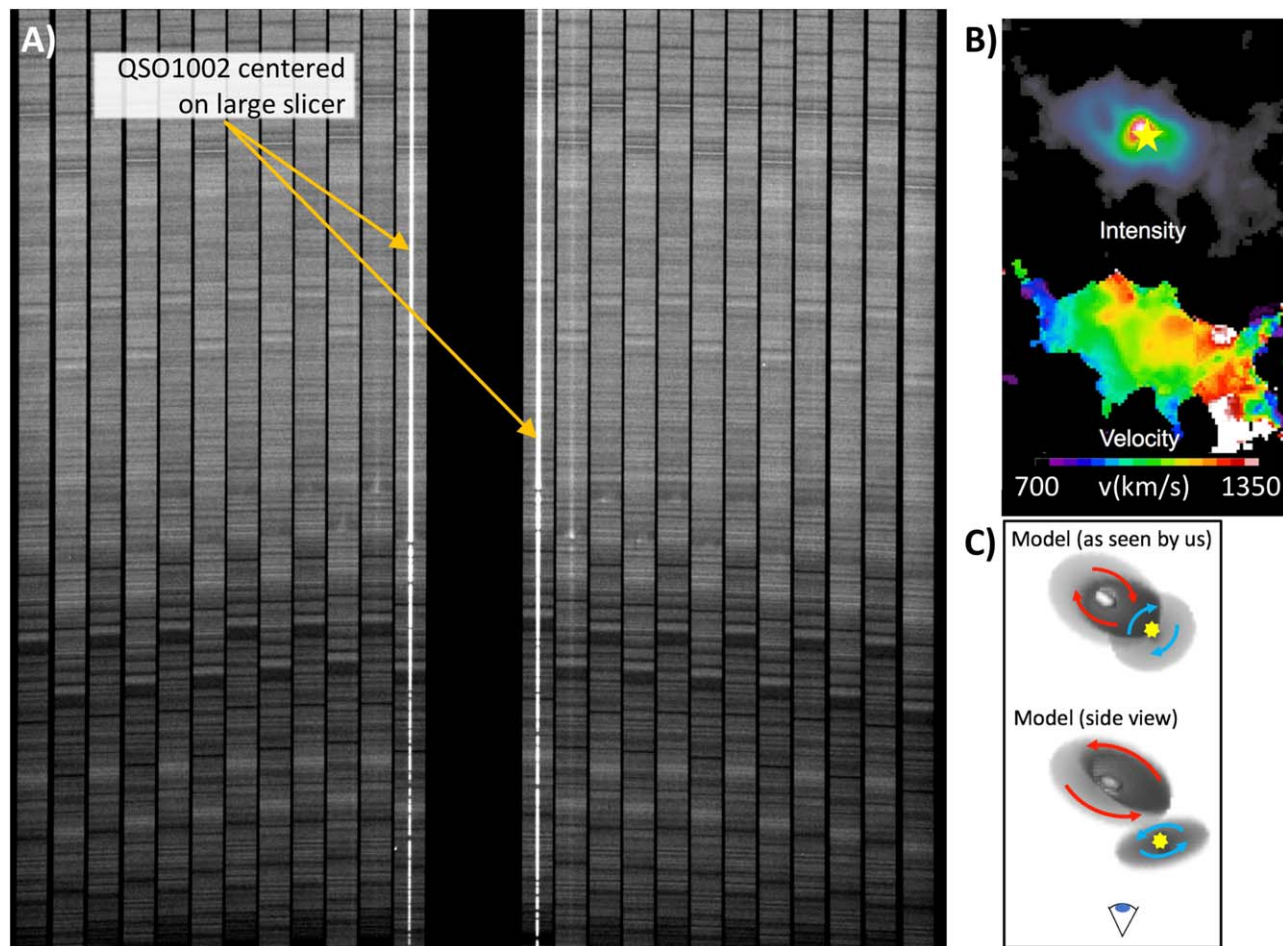 A)
QSO1002 centered
on large slicer
B)
Intensity
Velocity
700 v(km/s) 1350
C)
Model (as seen by us)
Model (side view)